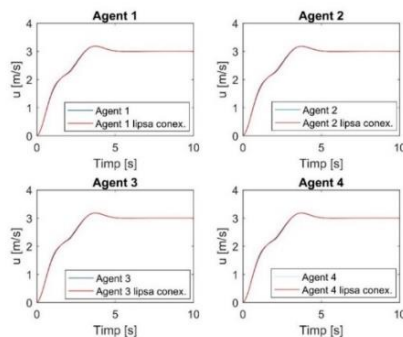 Agent 1
4
3
2
1
0
u [m/s]
Agent 1
Agent 1 lipsa conex.
0 5 10
Timp [s]
Agent 2
4
3
2
1
0
u [m/s]
Agent 2
Agent 2 lipsa conex.
0 5 10
Timp [s]
Agent 3
4
3
2
1
0
u [m/s]
Agent 3
Agent 3 lipsa conex.
0 5 10
Timp [s]
Agent 4
4
3
2
1
0
u [m/s]
Agent 4
Agent 4 lipsa conex.
0 5 10
Timp [s]